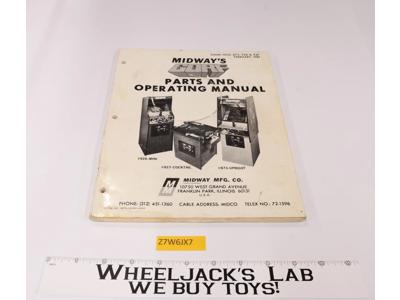 MIDWAY'S
GORF
PARTS AND
OPERATING MANUAL
MIDWAY MFG. CO.
10750 WEST GRAND AVENUE
FRANKLIN PARK, ILLINOIS 60131
U.S.A.
PHONE: (312) 451-1360 CABLE ADDRESS: MIDCO TELEX NO.: 72-1596
Z7W6JX7
WHEELJACK'S LAB
WE BUY TOYS